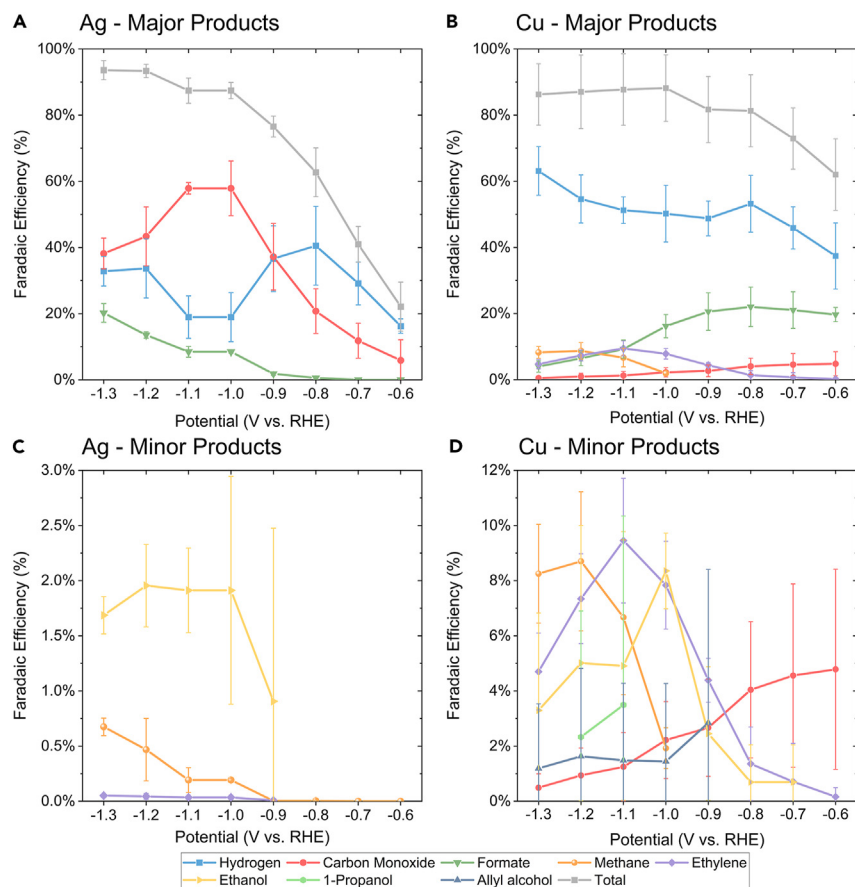 A Ag - Major Products
100%
80%
60%
40%
20%
0%
Faradaic Efficiency (%)
-1.3 -1.2 -1.1 -1.0 -0.9 -0.8 -0.7 -0.6
Potential (V vs. RHE)
B Cu - Major Products
100%
80%
60%
40%
20%
0%
Faradaic Efficiency (%)
-1.3 -1.2 -1.1 -1.0 -0.9 -0.8 -0.7 -0.6
Potential (V vs. RHE)
C Ag - Minor Products
3.0%
2.5%
2.0%
1.5%
1.0%
0.5%
0.0%
Faradaic Efficiency (%)
-1.3 -1.2 -1.1 -1.0 -0.9 -0.8 -0.7 -0.6
Potential (V vs. RHE)
D Cu - Minor Products
12%
10%
8%
6%
4%
2%
0%
Faradaic Efficiency (%)
-1.3 -1.2 -1.1 -1.0 -0.9 -0.8 -0.7 -0.6
Potential (V vs. RHE)
Hydrogen Carbon Monoxide Formate Methane Ethylene
Ethanol 1-Propanol Allyl alcohol Total